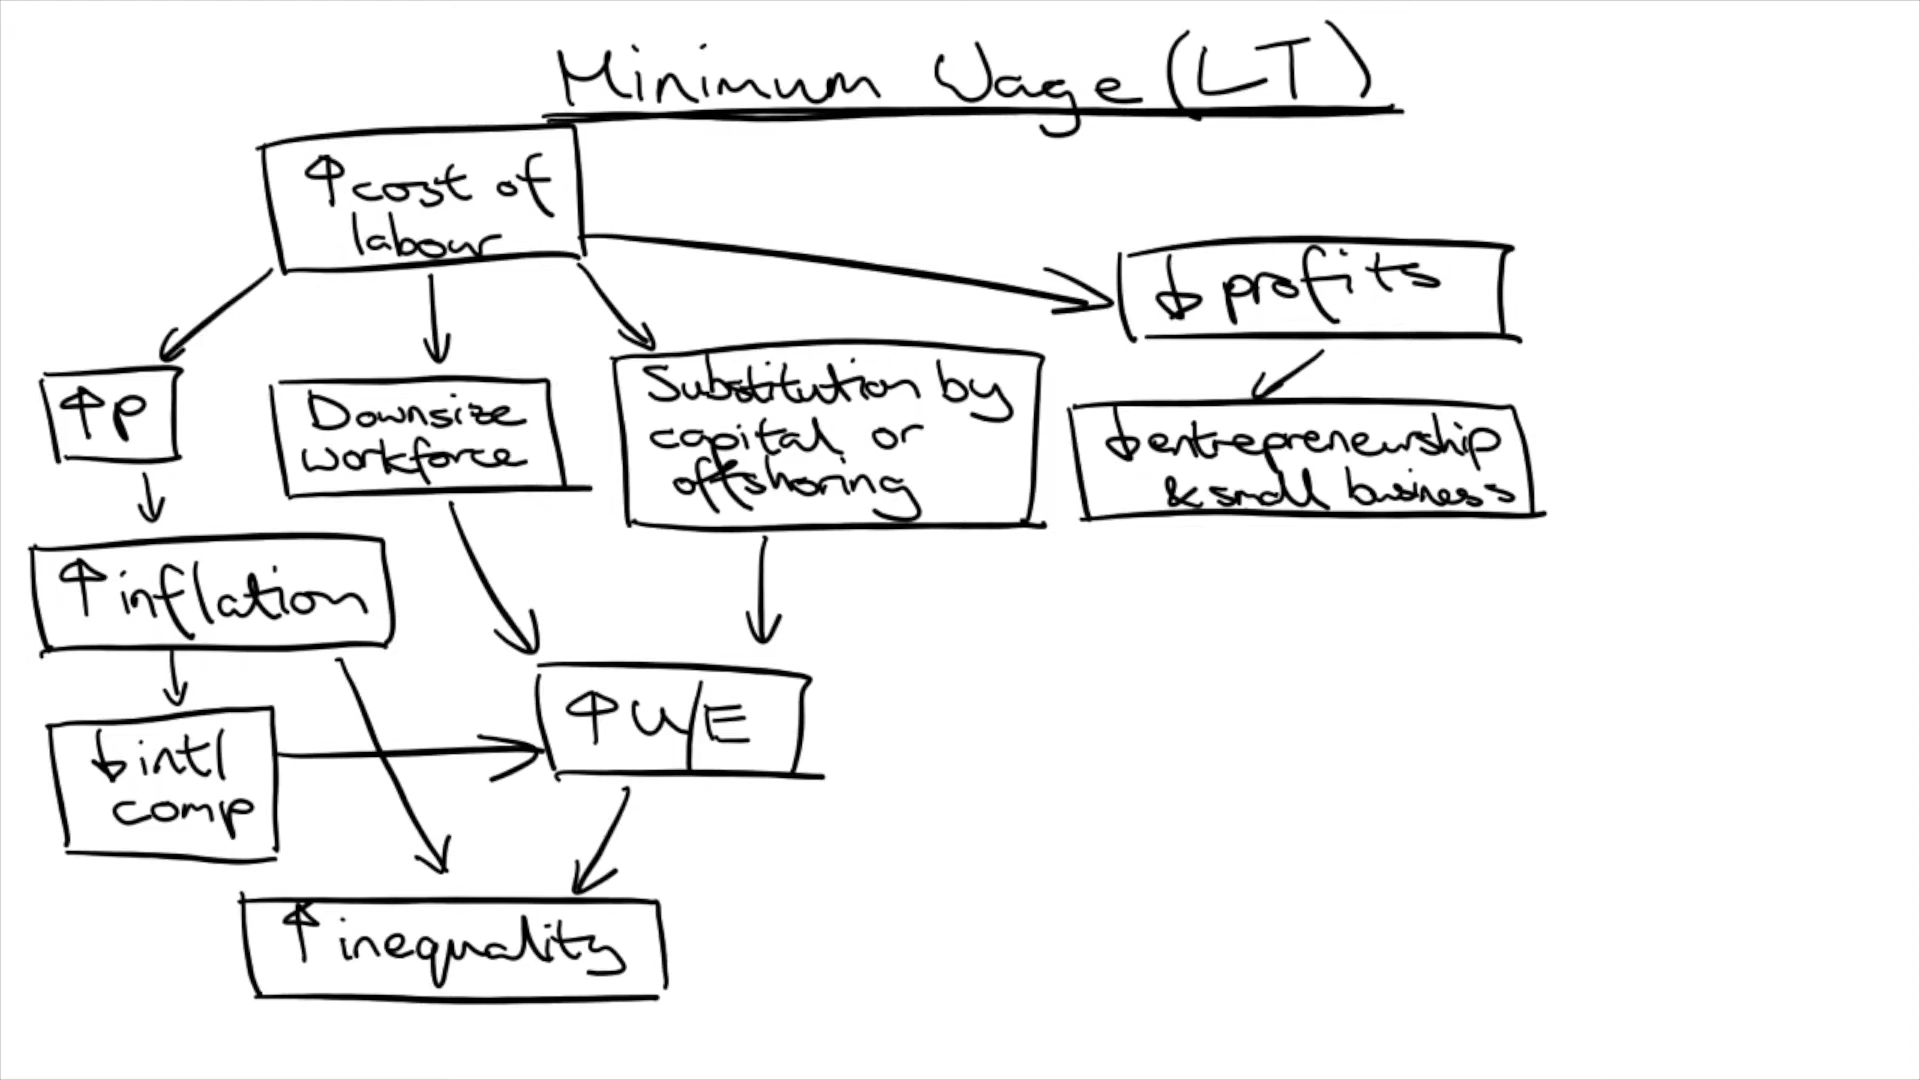 Minimum Wage (LT)
↑ cost of
labour
↓ profits
↑ P
Downsize
workforce
Substitution by
capital or
offshoring
↓ entrepreneurship
& small business
↑ inflation
↑ U/E
↓ intl
comp
↑ inequality